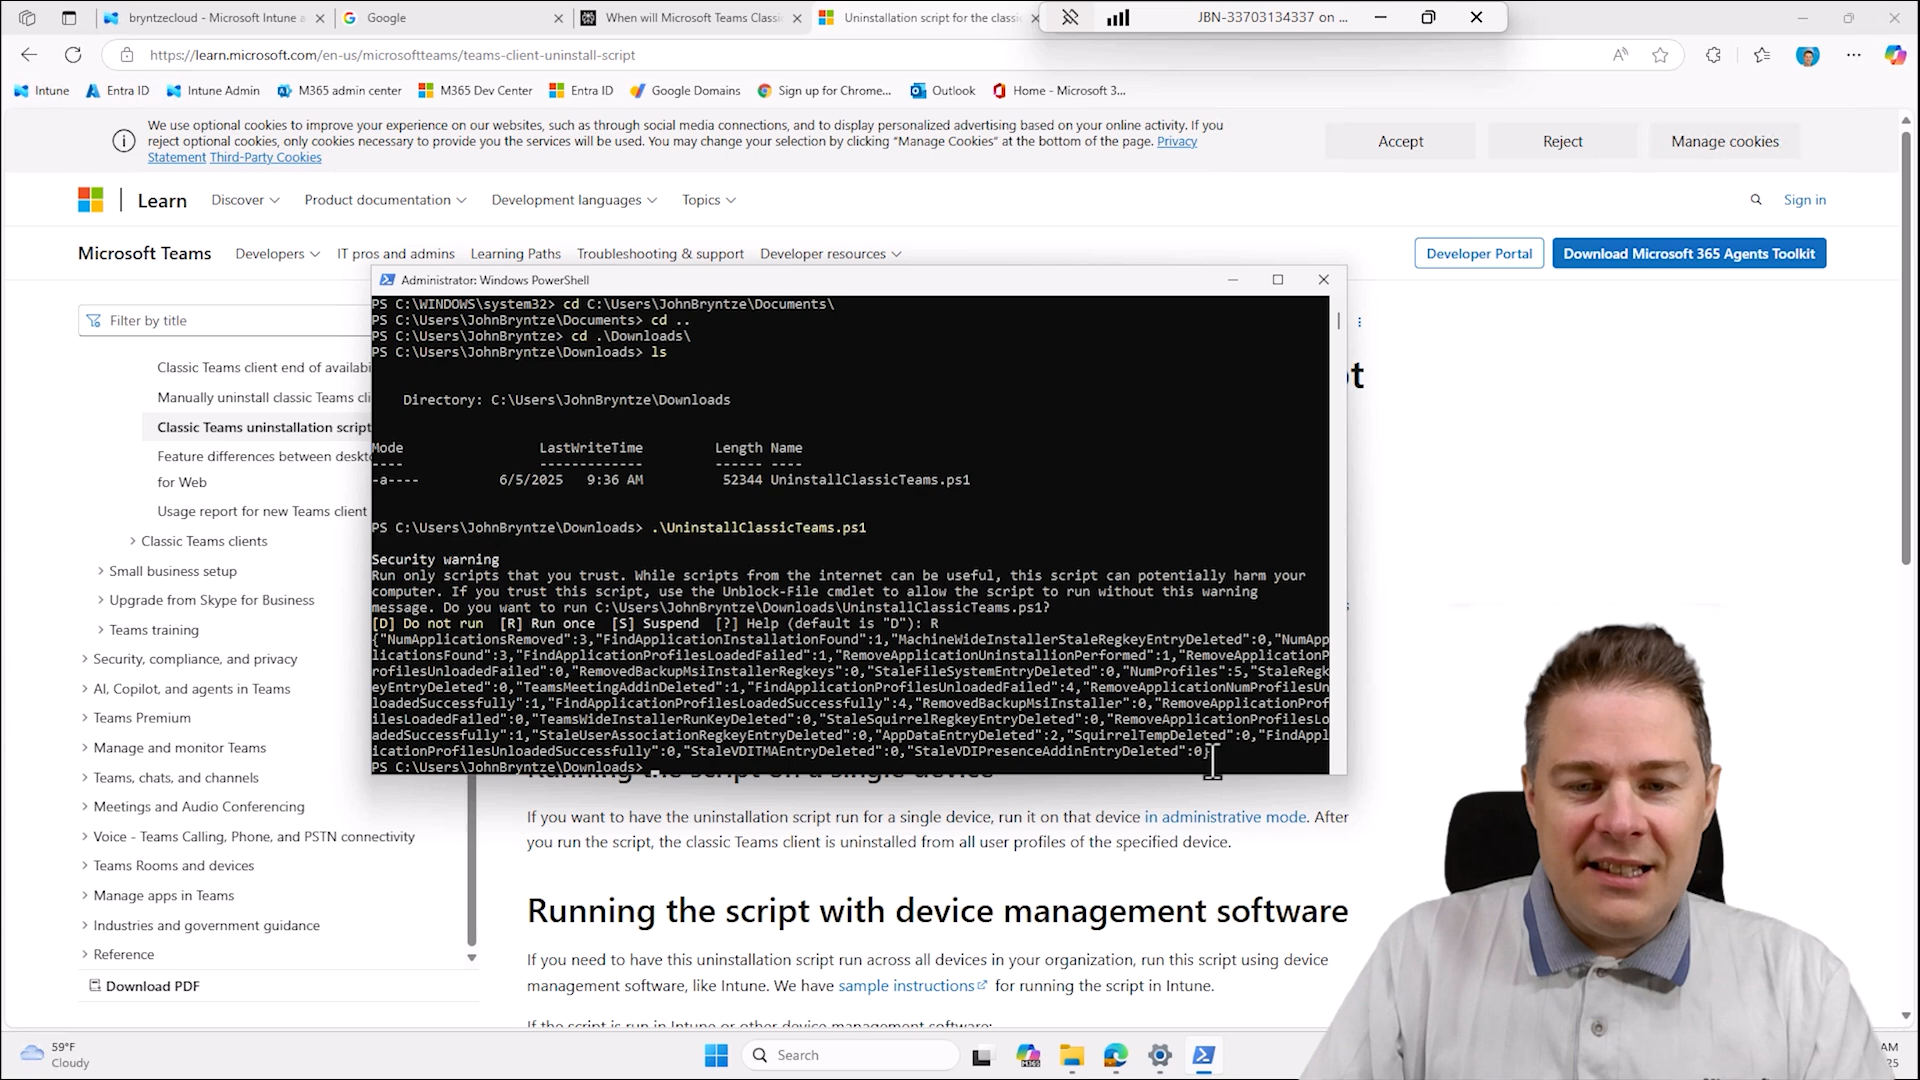 bryntzecloud - Microsoft Intune a
Google
When will Microsoft Teams Classi
Uninstallation script for the classi
JBN-33703134337 on ...
https://learn.microsoft.com/en-us/microsoftteams/teams-client-uninstall-script
Intune
Entra ID
Intune Admin
M365 admin center
M365 Dev Center
Entra ID
Google Domains
Sign up for Chrome...
Outlook
Home - Microsoft 3...
We use optional cookies to improve your experience on our websites, such as through social media connections, and to display personalized advertising based on your online activity. If you
reject optional cookies, only cookies necessary to provide you the services will be used. You may change your selection by clicking "Manage Cookies" at the bottom of the page. Privacy
Statement Third-Party Cookies
Accept
Reject
Manage cookies
Learn
Discover
Product documentation
Development languages
Topics
Sign in
Microsoft Teams
Developers
IT pros and admins
Learning Paths
Troubleshooting & support
Developer resources
Developer Portal
Download Microsoft 365 Agents Toolkit
Filter by title
Classic Teams client end of availabi
Manually uninstall classic Teams cli
Classic Teams uninstallation script
Feature differences between deskto
for Web
Usage report for new Teams client
Classic Teams clients
Small business setup
Upgrade from Skype for Business
Teams training
Security, compliance, and privacy
AI, Copilot, and agents in Teams
Teams Premium
Manage and monitor Teams
Teams, chats, and channels
Meetings and Audio Conferencing
Voice - Teams Calling, Phone, and PSTN connectivity
Teams Rooms and devices
Manage apps in Teams
Industries and government guidance
Reference
Download PDF
Administrator: Windows PowerShell
PS C:\WINDOWS\system32> cd C:\Users\JohnBryntze\Documents\
PS C:\Users\JohnBryntze\Documents> cd ..
PS C:\Users\JohnBryntze> cd .\Downloads\
PS C:\Users\JohnBryntze\Downloads> ls
Directory: C:\Users\JohnBryntze\Downloads
Mode LastWriteTime Length Name
---- ------------- ------ ----
-a---- 6/5/2025 9:36 AM 52344 UninstallClassicTeams.ps1
PS C:\Users\JohnBryntze\Downloads> .\UninstallClassicTeams.ps1
Security warning
Run only scripts that you trust. While scripts from the internet can be useful, this script can potentially harm your
computer. If you trust this script, use the Unblock-File cmdlet to allow the script to run without this warning
message. Do you want to run C:\Users\JohnBryntze\Downloads\UninstallClassicTeams.ps1?
[D] Do not run [R] Run once [S] Suspend [?] Help (default is "D"): R
{"NumApplicationsRemoved":3,"FindApplicationInstallationFound":1,"MachineWideInstallerStaleRegkeyEntryDeleted":0,"NumApp
licationsFound":3,"FindApplicationProfilesLoadedFailed":1,"RemoveApplicationUninstallionPerformed":1,"RemoveApplicationP
rofilesUnloadedFailed":0,"RemovedBackupMsiInstallerRegkeys":0,"StaleFileSystemEntryDeleted":0,"NumProfiles":5,"StaleRegk
eyEntryDeleted":0,"TeamsMeetingAddinDeleted":1,"FindApplicationProfilesUnloadedFailed":4,"RemoveApplicationNumProfilesUn
loadedSuccessfully":1,"FindApplicationProfilesLoadedSuccessfully":4,"RemovedBackupMsiInstaller":0,"RemoveApplicationProf
ilesLoadedFailed":0,"TeamsWideInstallerRunKeyDeleted":0,"StaleSquirrelRegkeyEntryDeleted":0,"RemoveApplicationProfilesLo
adedSuccessfully":1,"StaleUserAssociationRegkeyEntryDeleted":0,"AppDataEntryDeleted":2,"SquirrelTempDeleted":0,"FindAppl
icationProfilesUnloadedSuccessfully":0,"StaleVDITMAEntryDeleted":0,"StaleVDIPresenceAddinEntryDeleted":0}
PS C:\Users\JohnBryntze\Downloads>
Running the script on a single device
If you want to have the uninstallation script run for a single device, run it on that device in administrative mode. After
you run the script, the classic Teams client is uninstalled from all user profiles of the specified device.
Running the script with device management software
If you need to have this uninstallation script run across all devices in your organization, run this script using device
management software, like Intune. We have sample instructions for running the script in Intune.
If the script is run in Intune or other device management software:
59°F
Cloudy
Search
AM
25